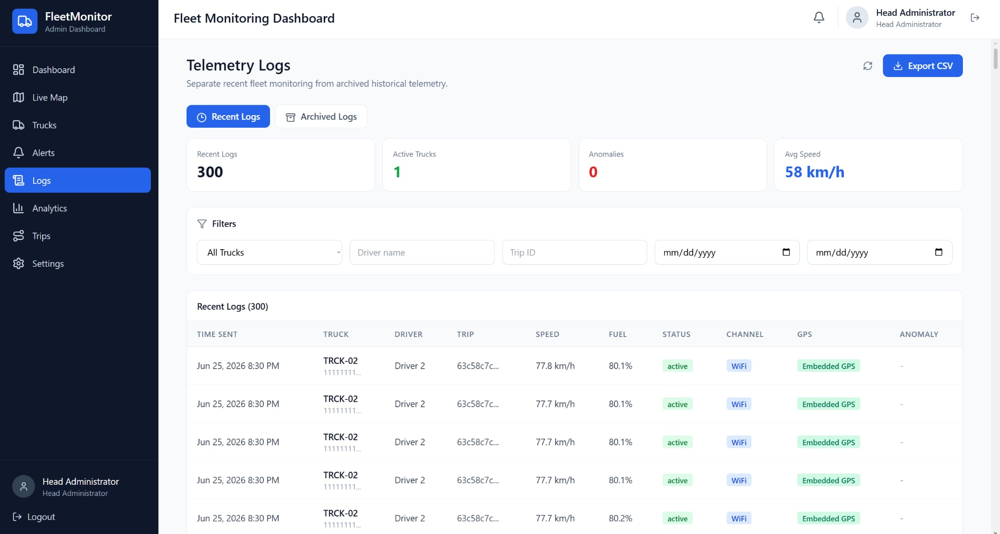 FleetMonitor
Admin Dashboard
Dashboard
Live Map
Trucks
Alerts
Logs
Analytics
Trips
Settings
Head Administrator
Head Administrator
Logout
Fleet Monitoring Dashboard
Head Administrator
Head Administrator
Telemetry Logs
Separate recent fleet monitoring from archived historical telemetry.
Export CSV
Recent Logs
Archived Logs
Recent Logs
300
Active Trucks
1
Anomalies
0
Avg Speed
58 km/h
Filters
All Trucks
Driver name
Trip ID
mm/dd/yyyy
mm/dd/yyyy
Recent Logs (300)
TIME SENT TRUCK DRIVER TRIP SPEED FUEL STATUS CHANNEL GPS ANOMALY
Jun 25, 2026 8:30 PM TRCK-02 Driver 2 63c58c7c... 77.8 km/h 80.1% active WiFi Embedded GPS -
11111111...
Jun 25, 2026 8:30 PM TRCK-02 Driver 2 63c58c7c... 77.7 km/h 80.1% active WiFi Embedded GPS -
11111111...
Jun 25, 2026 8:30 PM TRCK-02 Driver 2 63c58c7c... 77.7 km/h 80.1% active WiFi Embedded GPS -
11111111...
Jun 25, 2026 8:30 PM TRCK-02 Driver 2 63c58c7c... 77.7 km/h 80.1% active WiFi Embedded GPS -
11111111...
Jun 25, 2026 8:30 PM TRCK-02 Driver 2 63c58c7c... 77.7 km/h 80.2% active WiFi Embedded GPS -
11111111...